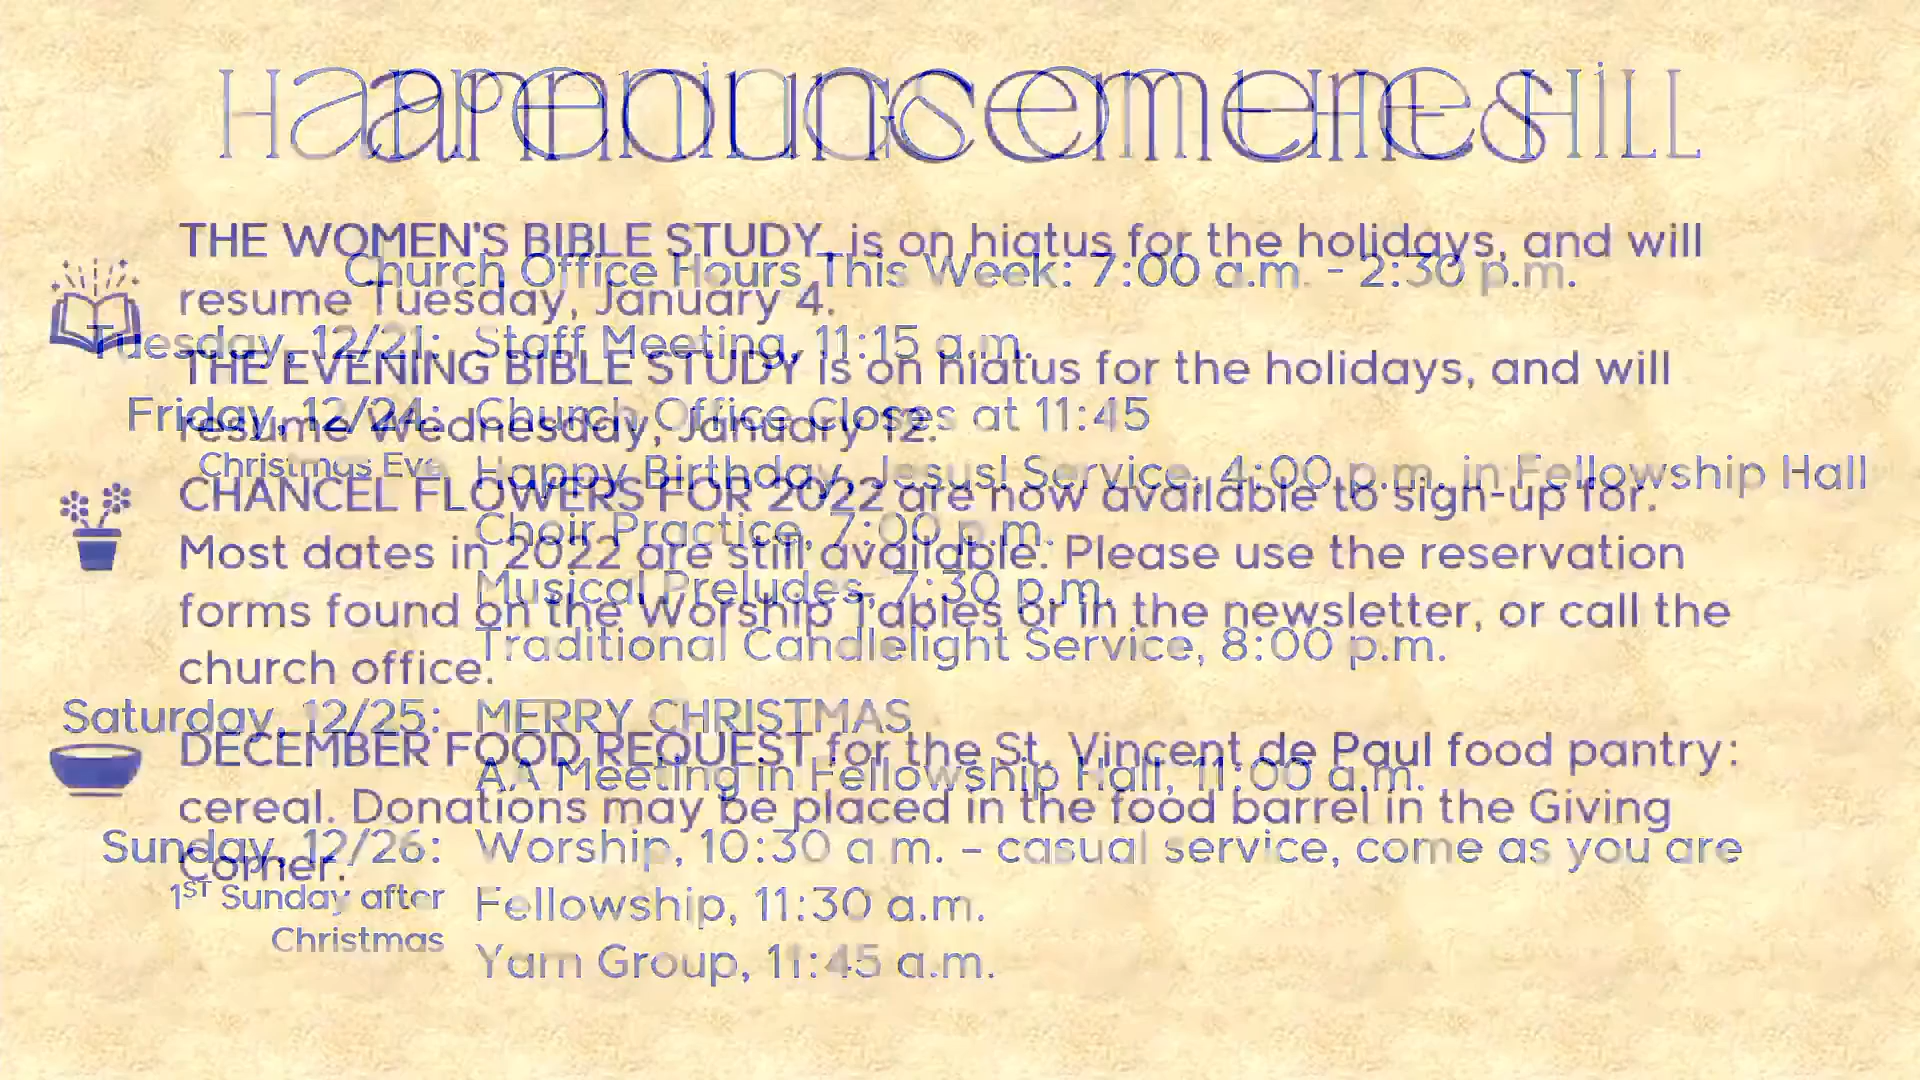 announcements
THE WOMEN'S BIBLE STUDY is on hiatus for the holidays, and will
resume Tuesday, January 4.
THE EVENING BIBLE STUDY is on hiatus for the holidays, and will
resume Wednesday, January 12.
CHANCEL FLOWERS FOR 2022 are now available to sign-up for.
Most dates in 2022 are still available. Please use the reservation
forms found on the Worship Tables or in the newsletter, or call the
church office.
DECEMBER FOOD REQUEST for the St. Vincent de Paul food pantry:
cereal. Donations may be placed in the food barrel in the Giving
Corner.
HAPPENINGS ON THE HILL
Church Office Hours This Week: 7:00 a.m. - 2:30 p.m.
Tuesday, 12/21: Staff Meeting, 11:15 a.m.
Friday, 12/24: Church Office Closes at 11:45
Christmas Eve Happy Birthday, Jesus! Service, 4:00 p.m. in Fellowship Hall
Choir Practice, 7:00 p.m.
Musical Preludes, 7:30 p.m.
Traditional Candlelight Service, 8:00 p.m.
Saturday, 12/25: MERRY CHRISTMAS
AA Meeting in Fellowship Hall, 11:00 a.m.
Sunday, 12/26: Worship, 10:30 a.m. – casual service, come as you are
1ST Sunday after Fellowship, 11:30 a.m.
Christmas Yarn Group, 11:45 a.m.